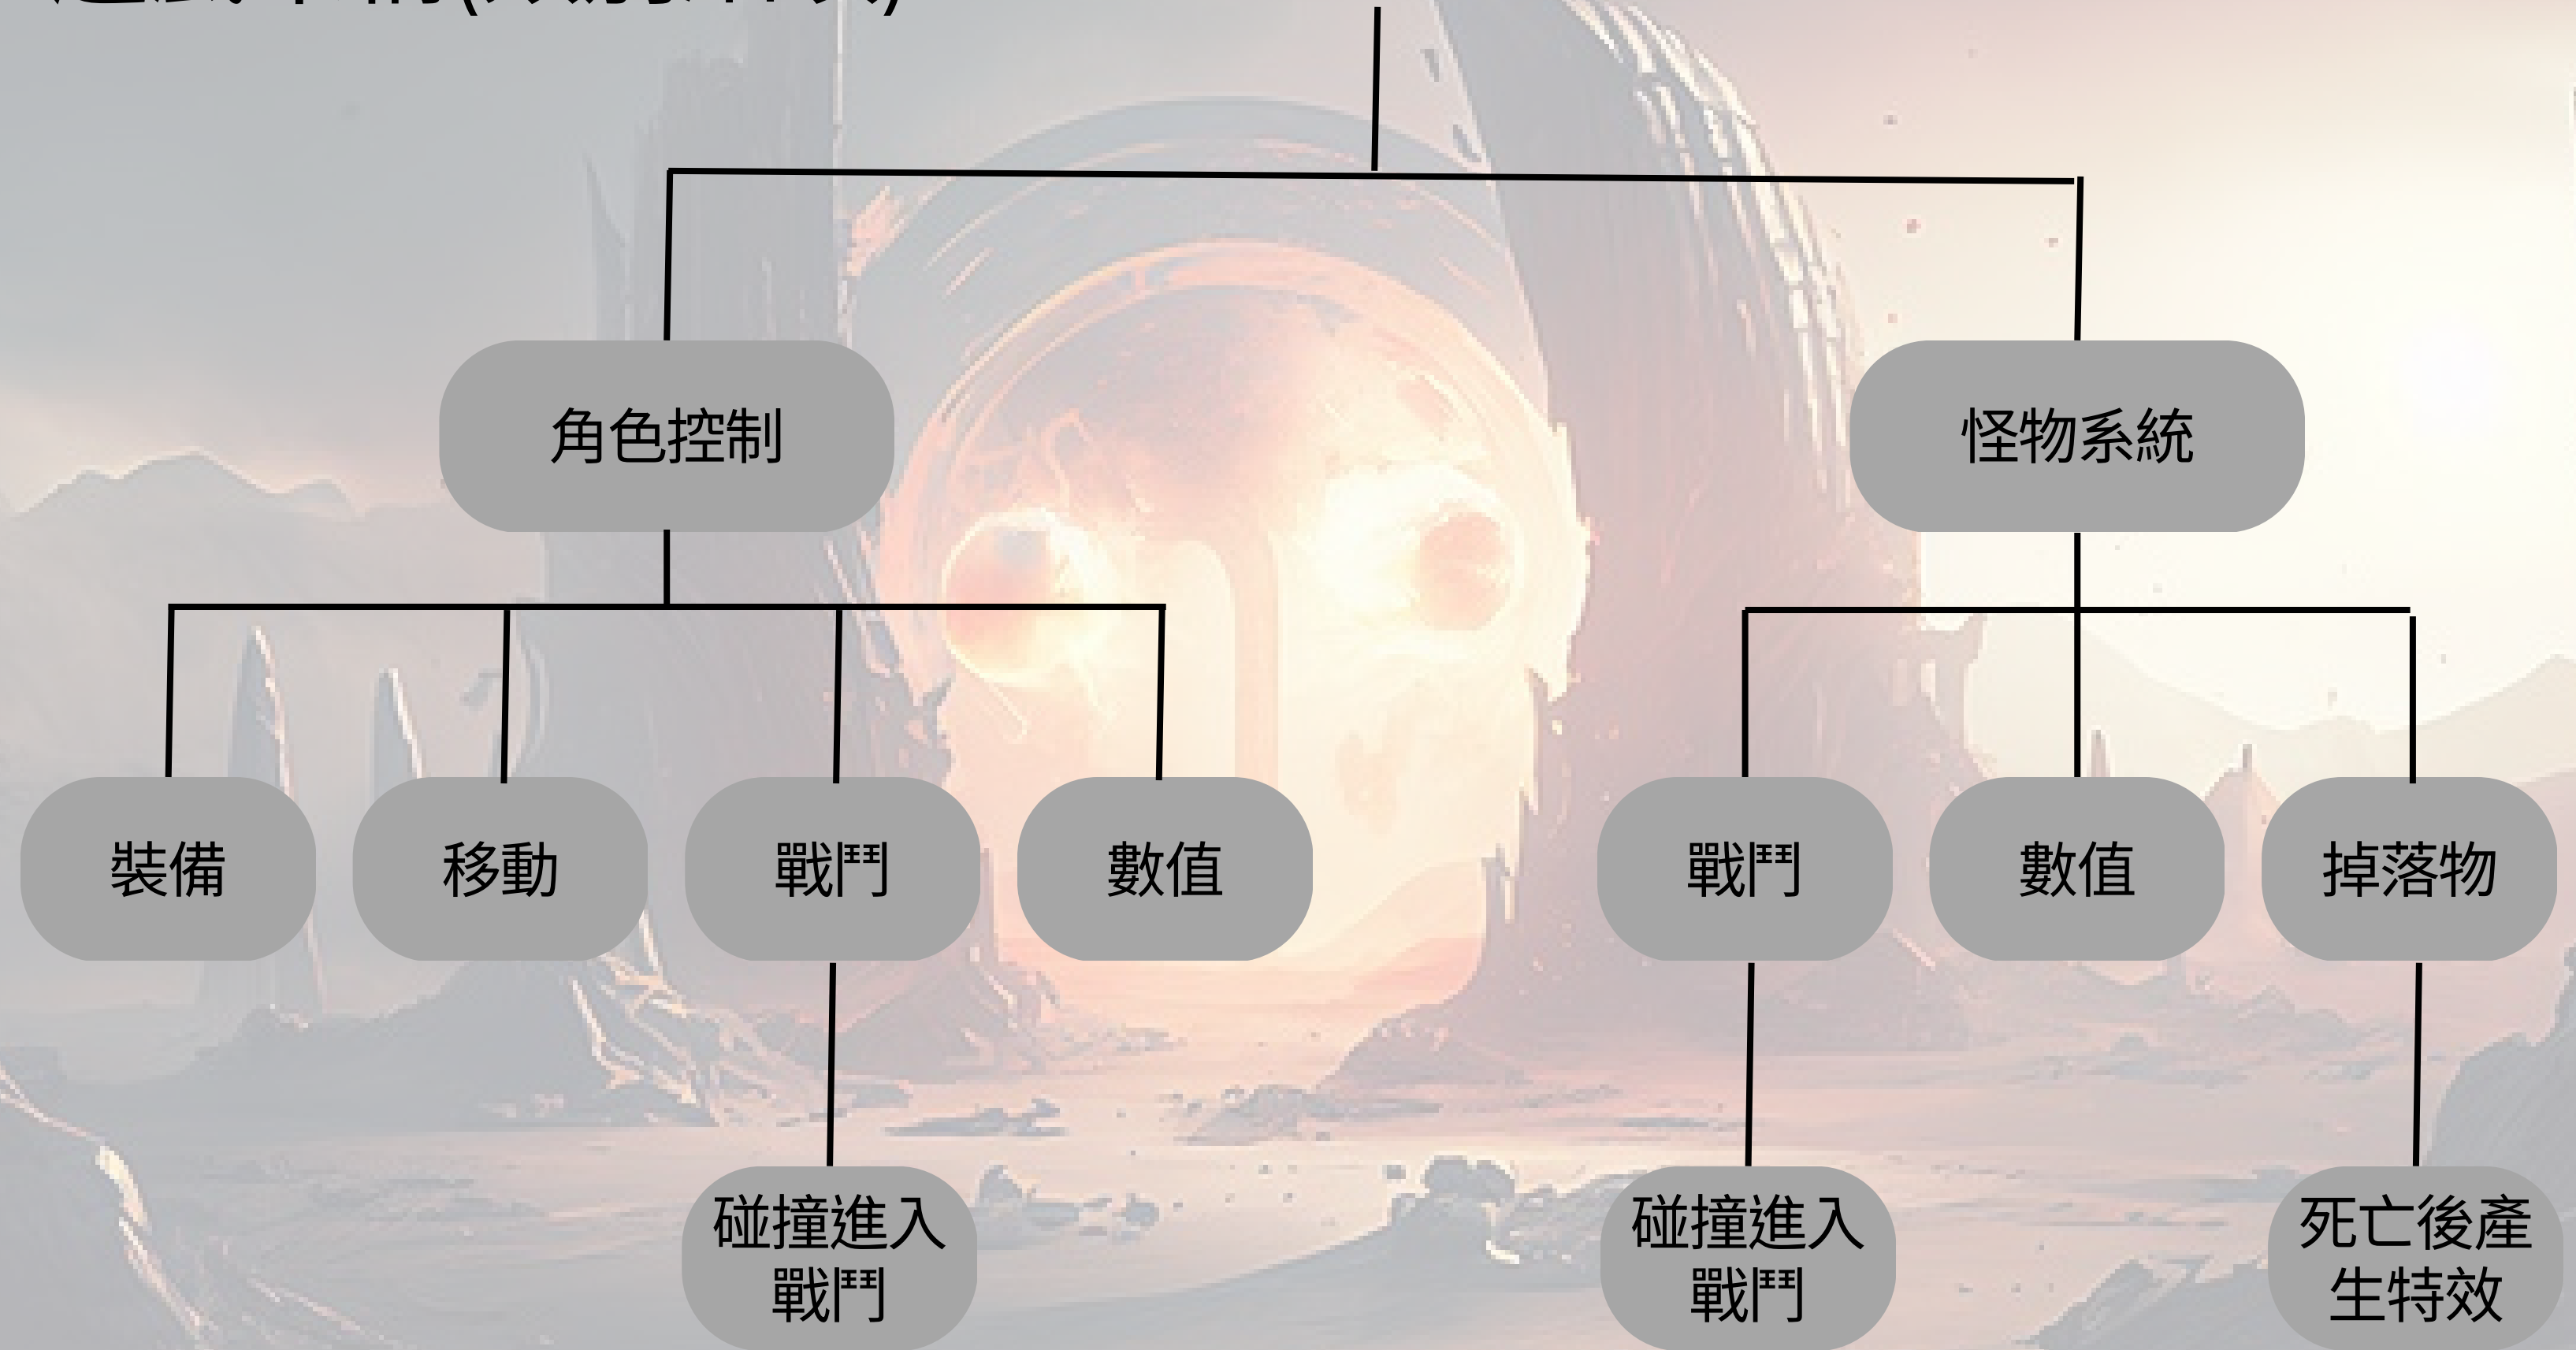 角色控制
怪物系統
裝備
移動
戰鬥
數值
戰鬥
數值
掉落物
碰撞進入
戰鬥
碰撞進入
戰鬥
死亡後產
生特效